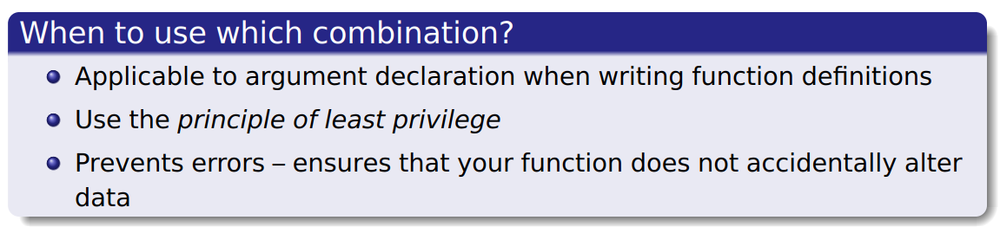 When to use which combination?
Applicable to argument declaration when writing function definitions
Use the principle of least privilege
Prevents errors – ensures that your function does not accidentally alter
data